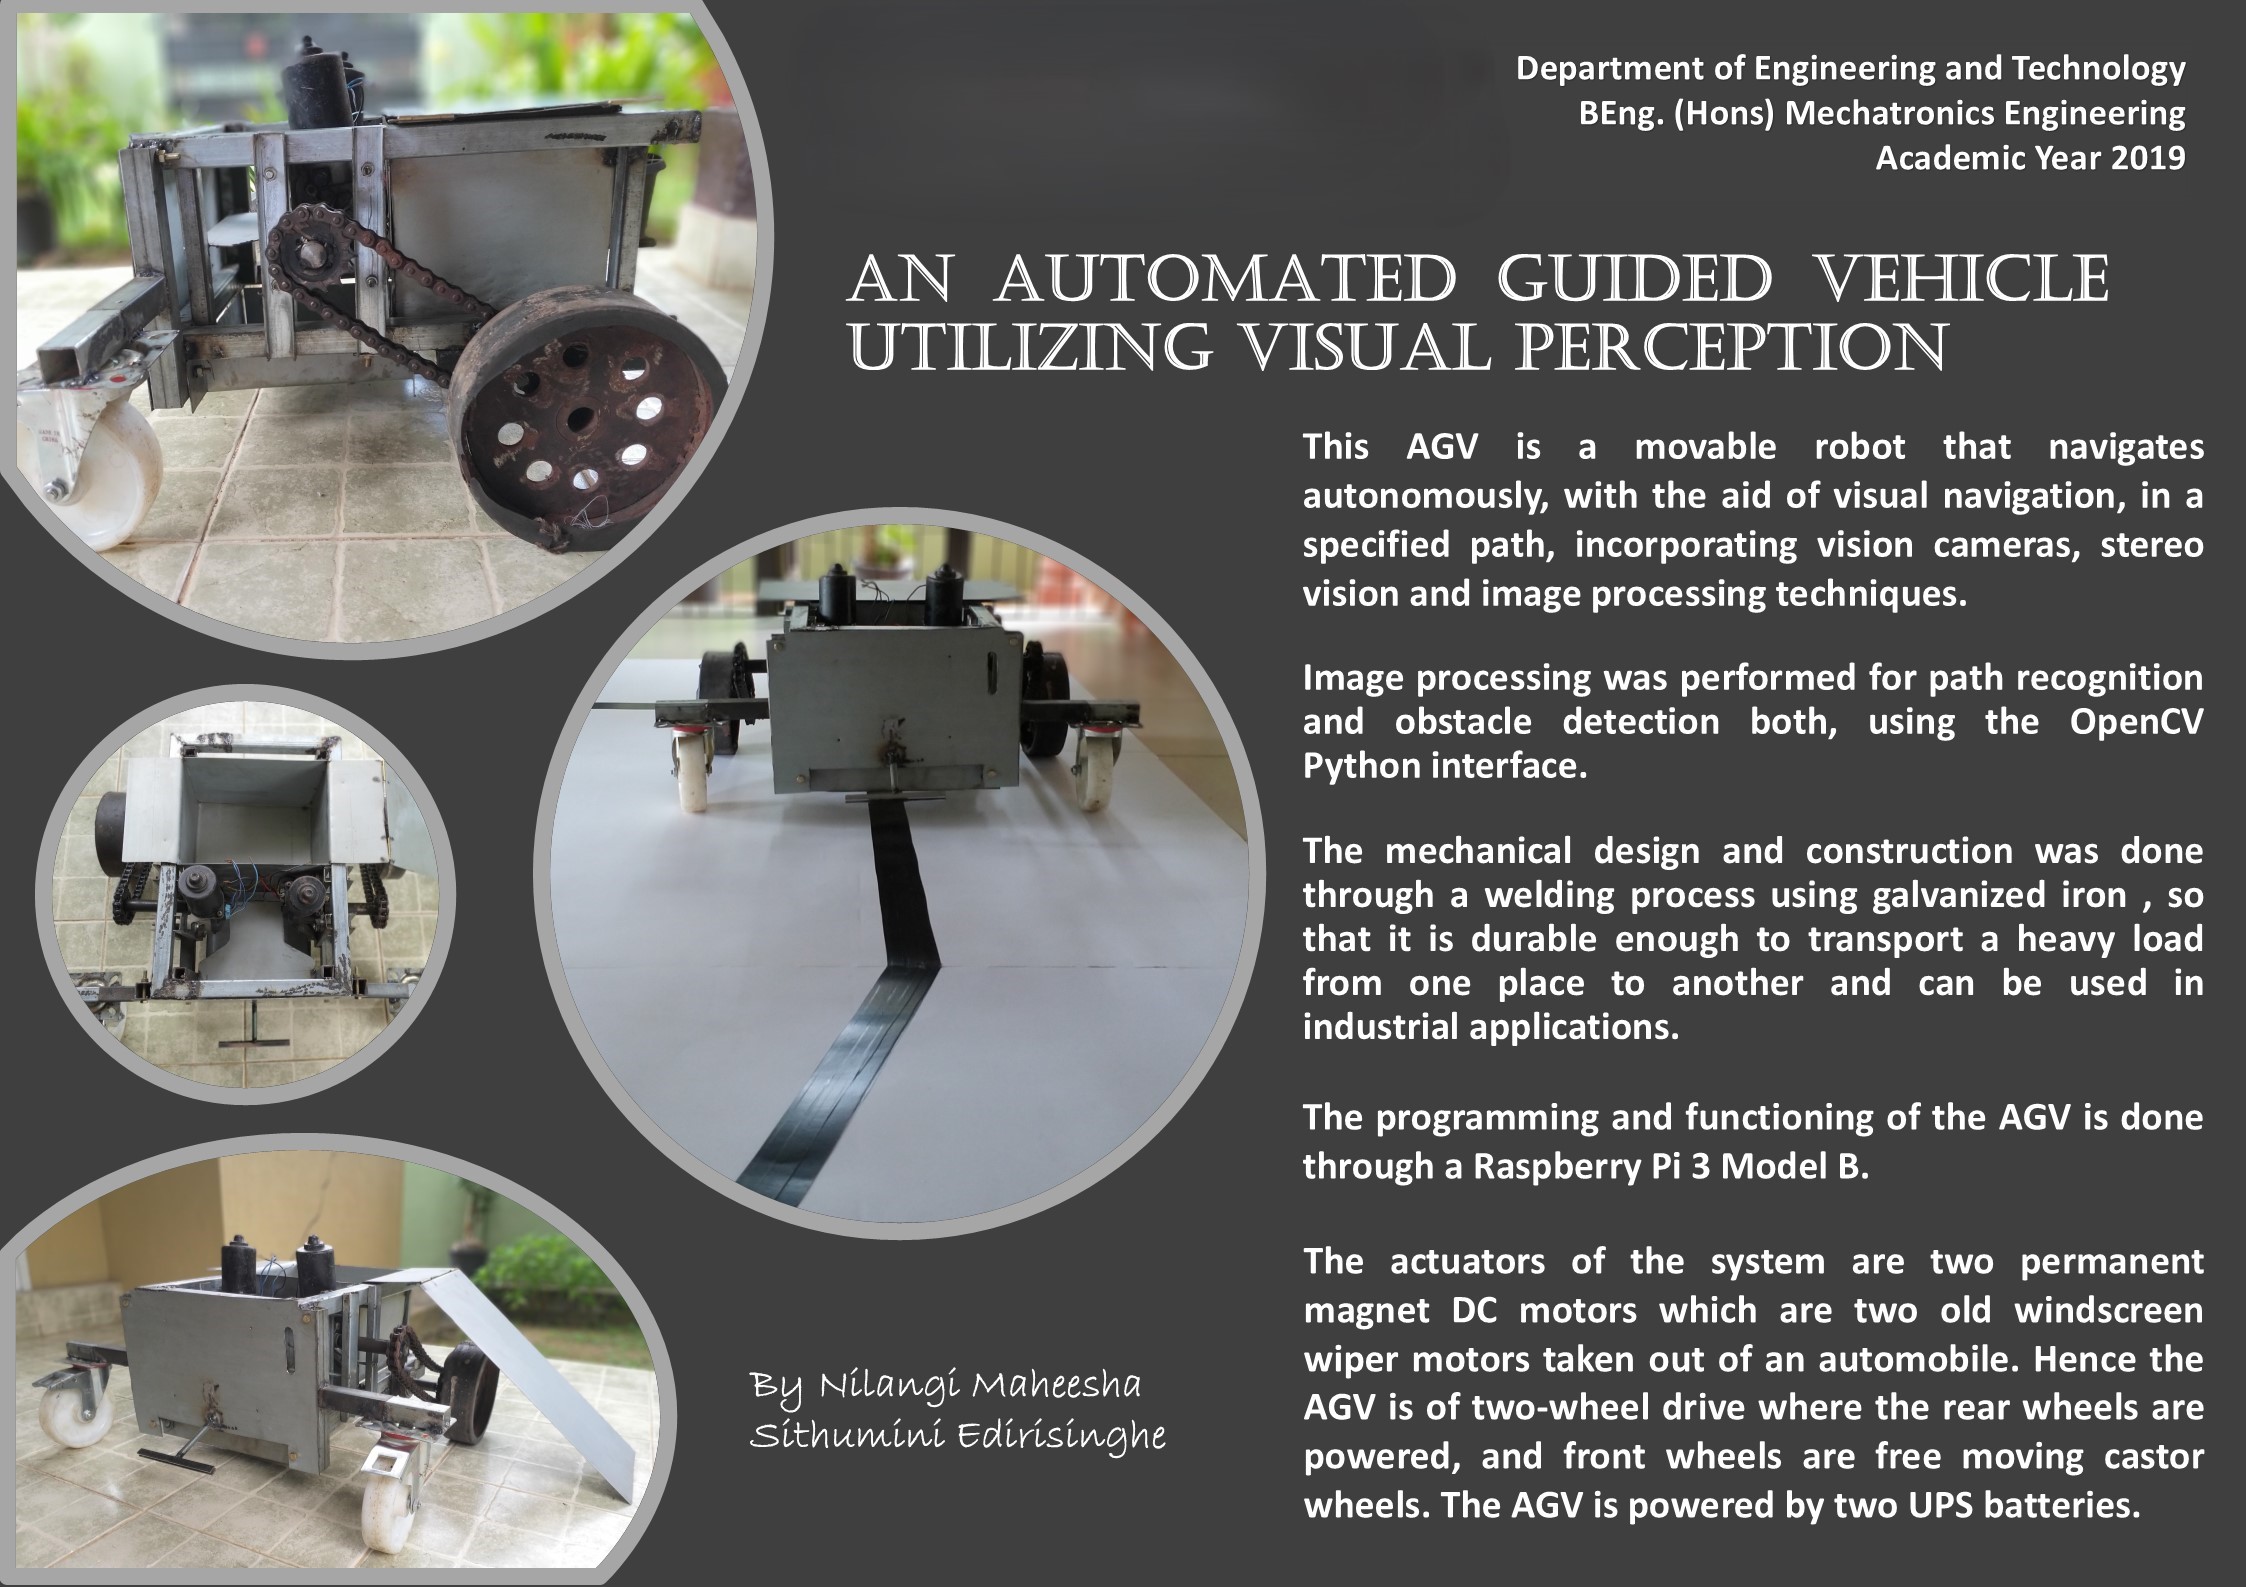 Department of Engineering and Technology
BEng. (Hons) Mechatronics Engineering
Academic Year 2019
AN AUTOMATED GUIDED VEHICLE
UTILIZING VISUAL PERCEPTION
This AGV is a movable robot that navigates
autonomously, with the aid of visual navigation, in a
specified path, incorporating vision cameras, stereo
vision and image processing techniques.
Image processing was performed for path recognition
and obstacle detection both, using the OpenCV
Python interface.
The mechanical design and construction was done
through a welding process using galvanized iron , so
that it is durable enough to transport a heavy load
from one place to another and can be used in
industrial applications.
The programming and functioning of the AGV is done
through a Raspberry Pi 3 Model B.
The actuators of the system are two permanent
magnet DC motors which are two old windscreen
wiper motors taken out of an automobile. Hence the
AGV is of two-wheel drive where the rear wheels are
powered, and front wheels are free moving castor
wheels. The AGV is powered by two UPS batteries.
By Nilangi Maheesha
Sithumini Edirisinghe